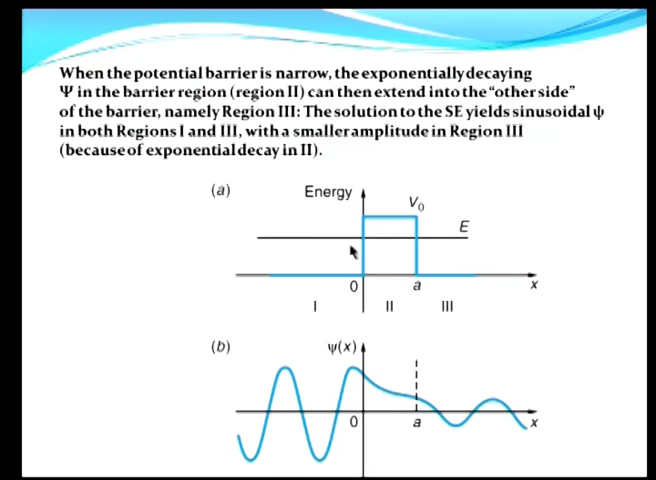 When the potential barrier is narrow, the exponentially decaying
Ψ in the barrier region (region II) can then extend into the “other side”
of the barrier, namely Region III: The solution to the SE yields sinusoidal ψ
in both Regions I and III, with a smaller amplitude in Region III
(because of exponential decay in II).
(a) Energy V₀
E
0 a x
I II III
(b) ψ(x)
0 a x